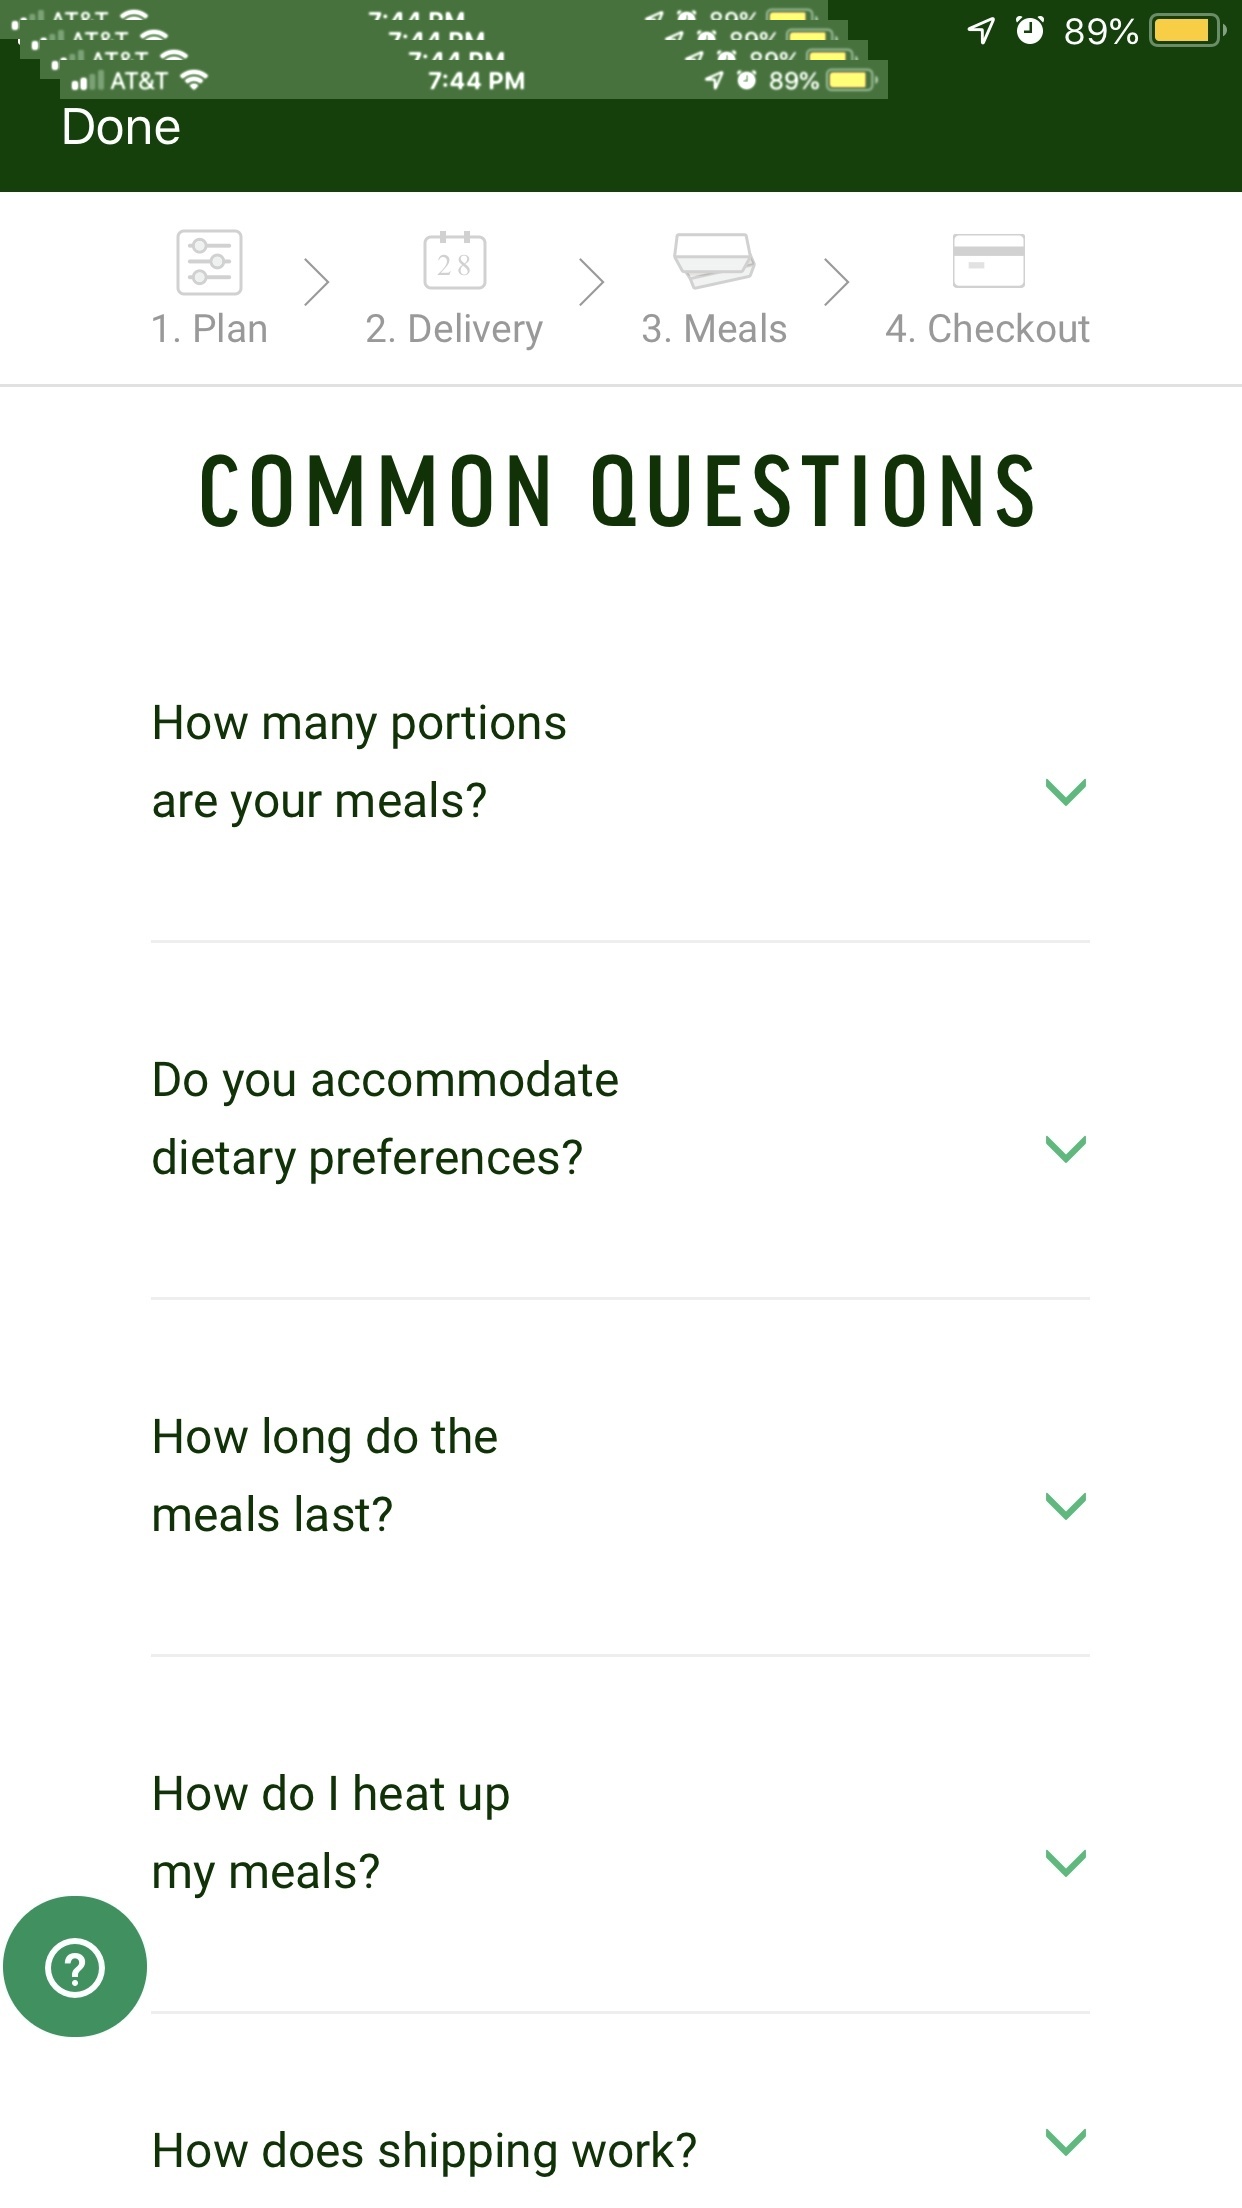 AT&T 7:44 PM 89%
89%
Done
28
1. Plan 2. Delivery 3. Meals 4. Checkout
COMMON QUESTIONS
How many portions
are your meals?
Do you accommodate
dietary preferences?
How long do the
meals last?
How do I heat up
my meals?
?
How does shipping work?